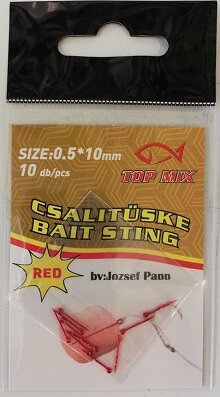 SIZE:0.5*10mm
10 db/pcs
TOP MIX
CSALITÜSKE
BAIT STING
RED
by:Jozsef Papp